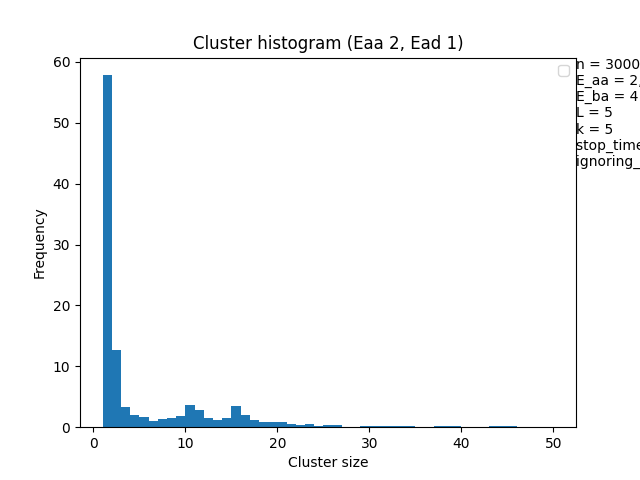 Cluster histogram (Eaa 2, Ead 1)
60
50
40
30
20
10
0
Frequency
0 10 20 30 40 50
Cluster size
n = 3000
E_aa = 2,
E_ba = 4
L = 5
k = 5
stop_time
ignoring_